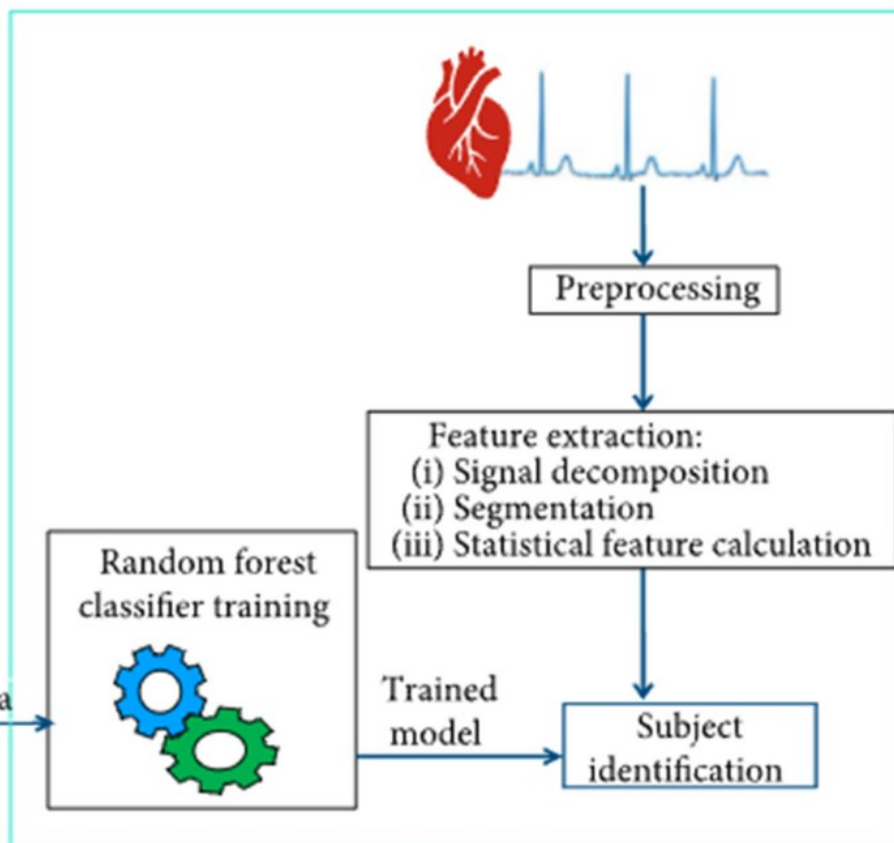 Preprocessing
Feature extraction:
(i) Signal decomposition
(ii) Segmentation
(iii) Statistical feature calculation
Random forest
classifier training
a
Trained
model
Subject
identification